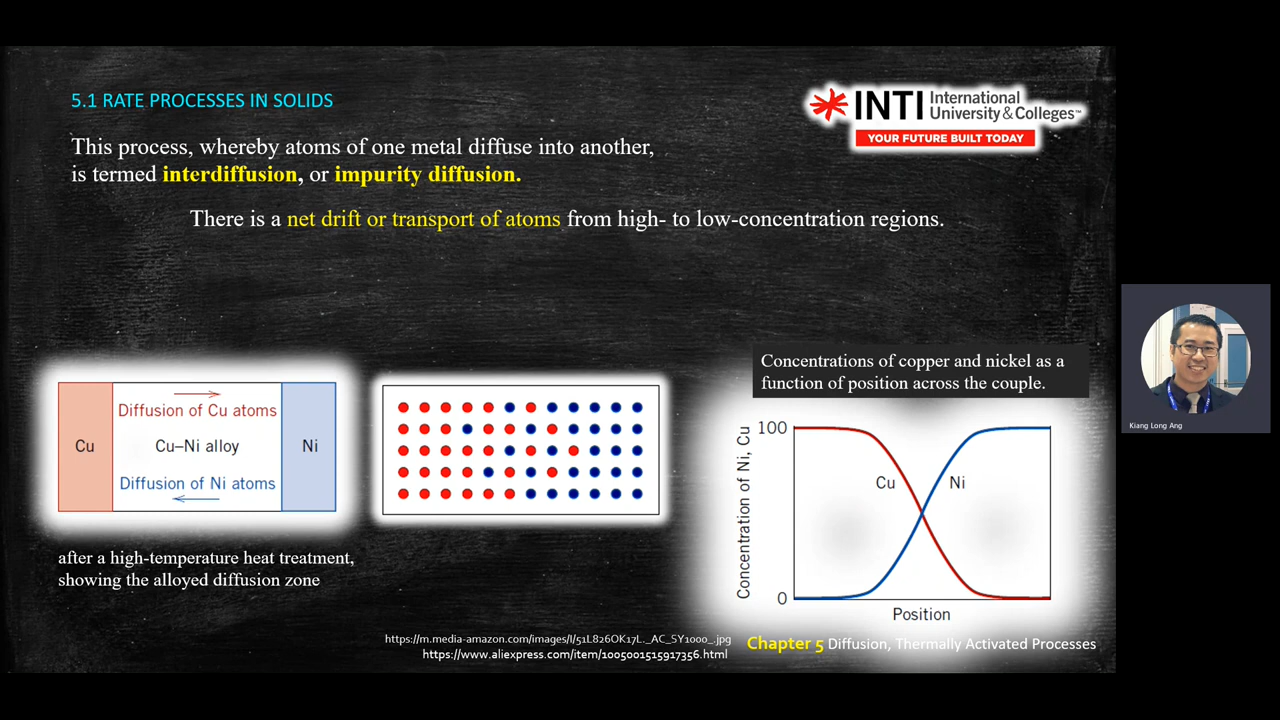 5.1 RATE PROCESSES IN SOLIDS
INTI International
University & Colleges™
YOUR FUTURE BUILT TODAY
This process, whereby atoms of one metal diffuse into another,
is termed interdiffusion, or impurity diffusion.
There is a net drift or transport of atoms from high- to low-concentration regions.
Cu
Diffusion of Cu atoms
Cu–Ni alloy
Diffusion of Ni atoms
Ni
after a high-temperature heat treatment,
showing the alloyed diffusion zone
Concentrations of copper and nickel as a
function of position across the couple.
Concentration of Ni, Cu
100
0
Cu
Ni
Position
https://m.media-amazon.com/images/I/51L826OK17L._AC_SY1000_.jpg
https://www.aliexpress.com/item/1005001515917356.html
Chapter 5 Diffusion, Thermally Activated Processes
Kiang Long Ang